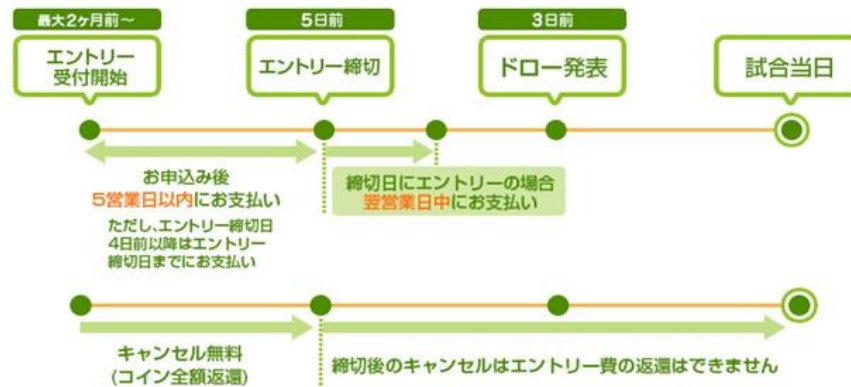 最大2ヶ月前～
5日前
3日前
エントリー
受付開始
エントリー締切
ドロー発表
試合当日
お申込み後
5営業日以内にお支払い
ただし、エントリー締切日
4日前以降はエントリー
締切日までにお支払い
締切日にエントリーの場合
翌営業日中にお支払い
キャンセル無料
(コイン全額返還)
締切後のキャンセルはエントリー費の返還はできません